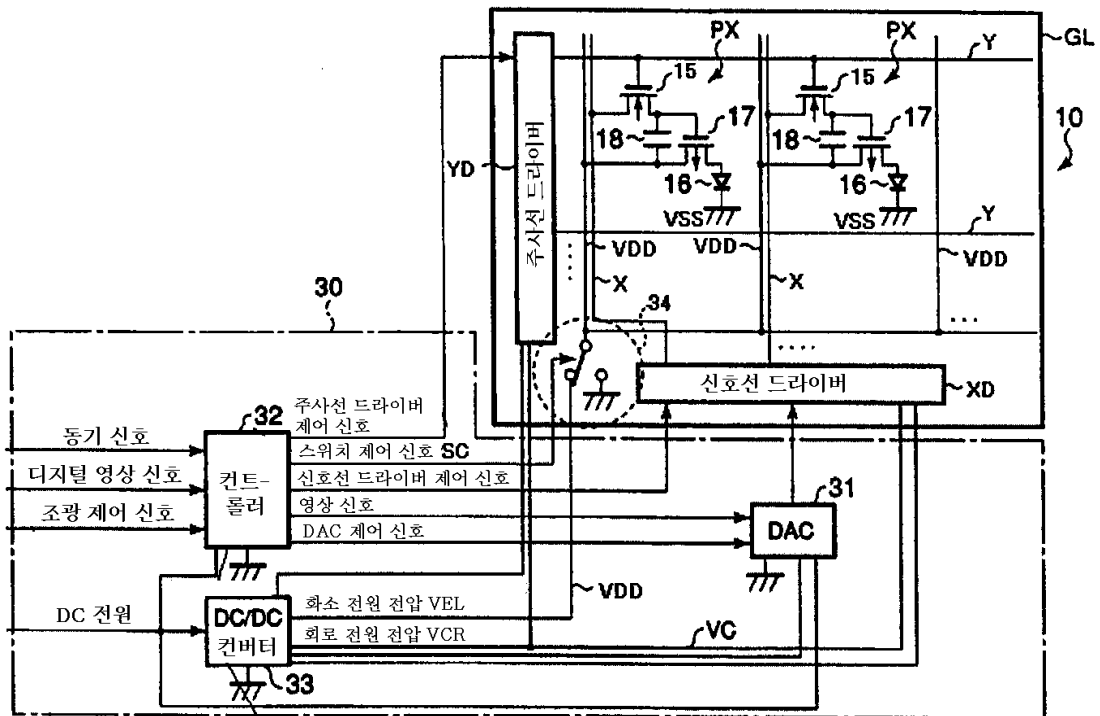 PX
PX
Y
GL
15
15
17
17
10
18
18
YD
16
16
주사선 드라이버
VSS
VSS
Y
VDD
VDD
VDD
X
X
30
34
신호선 드라이버
XD
32
주사선 드라이버
제어 신호
동기 신호
스위치 제어 신호 SC
디지털 영상 신호
컨트-
롤러
신호선 드라이버 제어 신호
31
영상 신호
조광 제어 신호
DAC
DAC 제어 신호
VDD
DC 전원
DC/DC
컨버터
화소 전원 전압 VEL
회로 전원 전압 VCR
VC
33